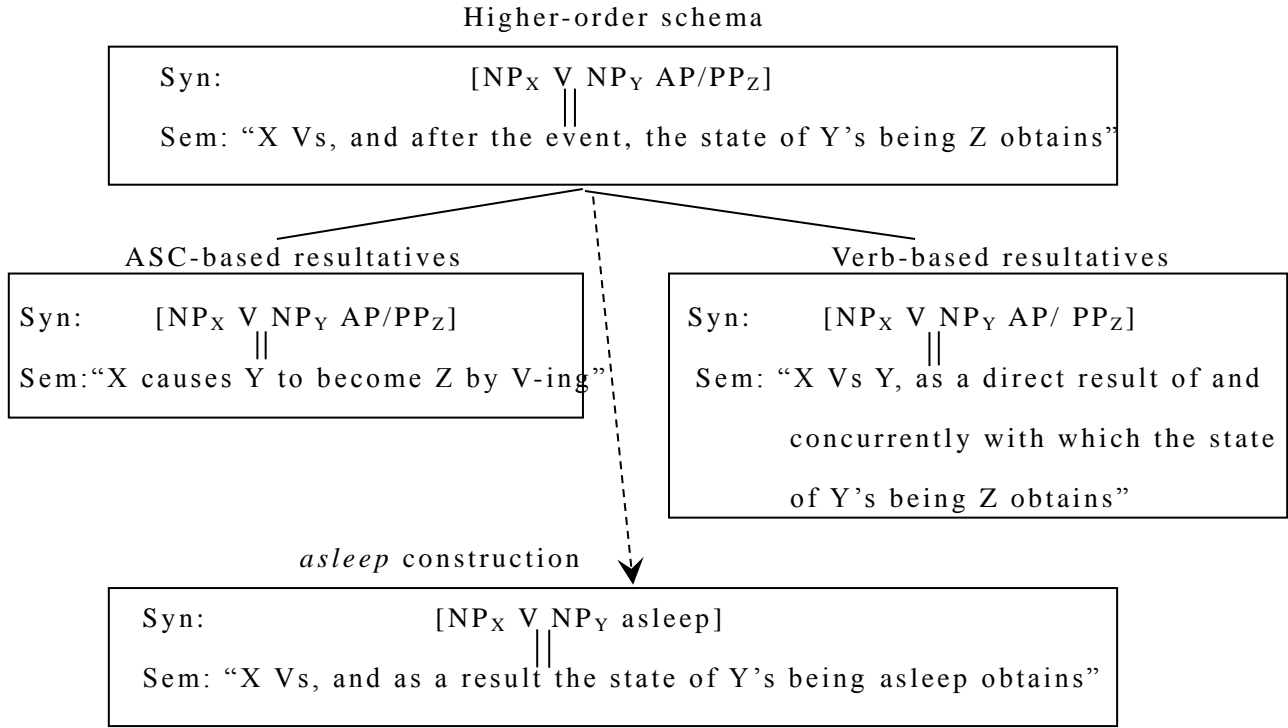 Higher-order schema
Syn: [NPX V NPY AP/PPZ]
Sem: “X Vs, and after the event, the state of Y’s being Z obtains”
ASC-based resultatives
Syn: [NPX V NPY AP/PPZ]
Sem:“X causes Y to become Z by V-ing”
Verb-based resultatives
Syn: [NPX V NPY AP/ PPZ]
Sem: “X Vs Y, as a direct result of and
concurrently with which the state
of Y’s being Z obtains”
asleep construction
Syn: [NPX V NPY asleep]
Sem: “X Vs, and as a result the state of Y’s being asleep obtains”